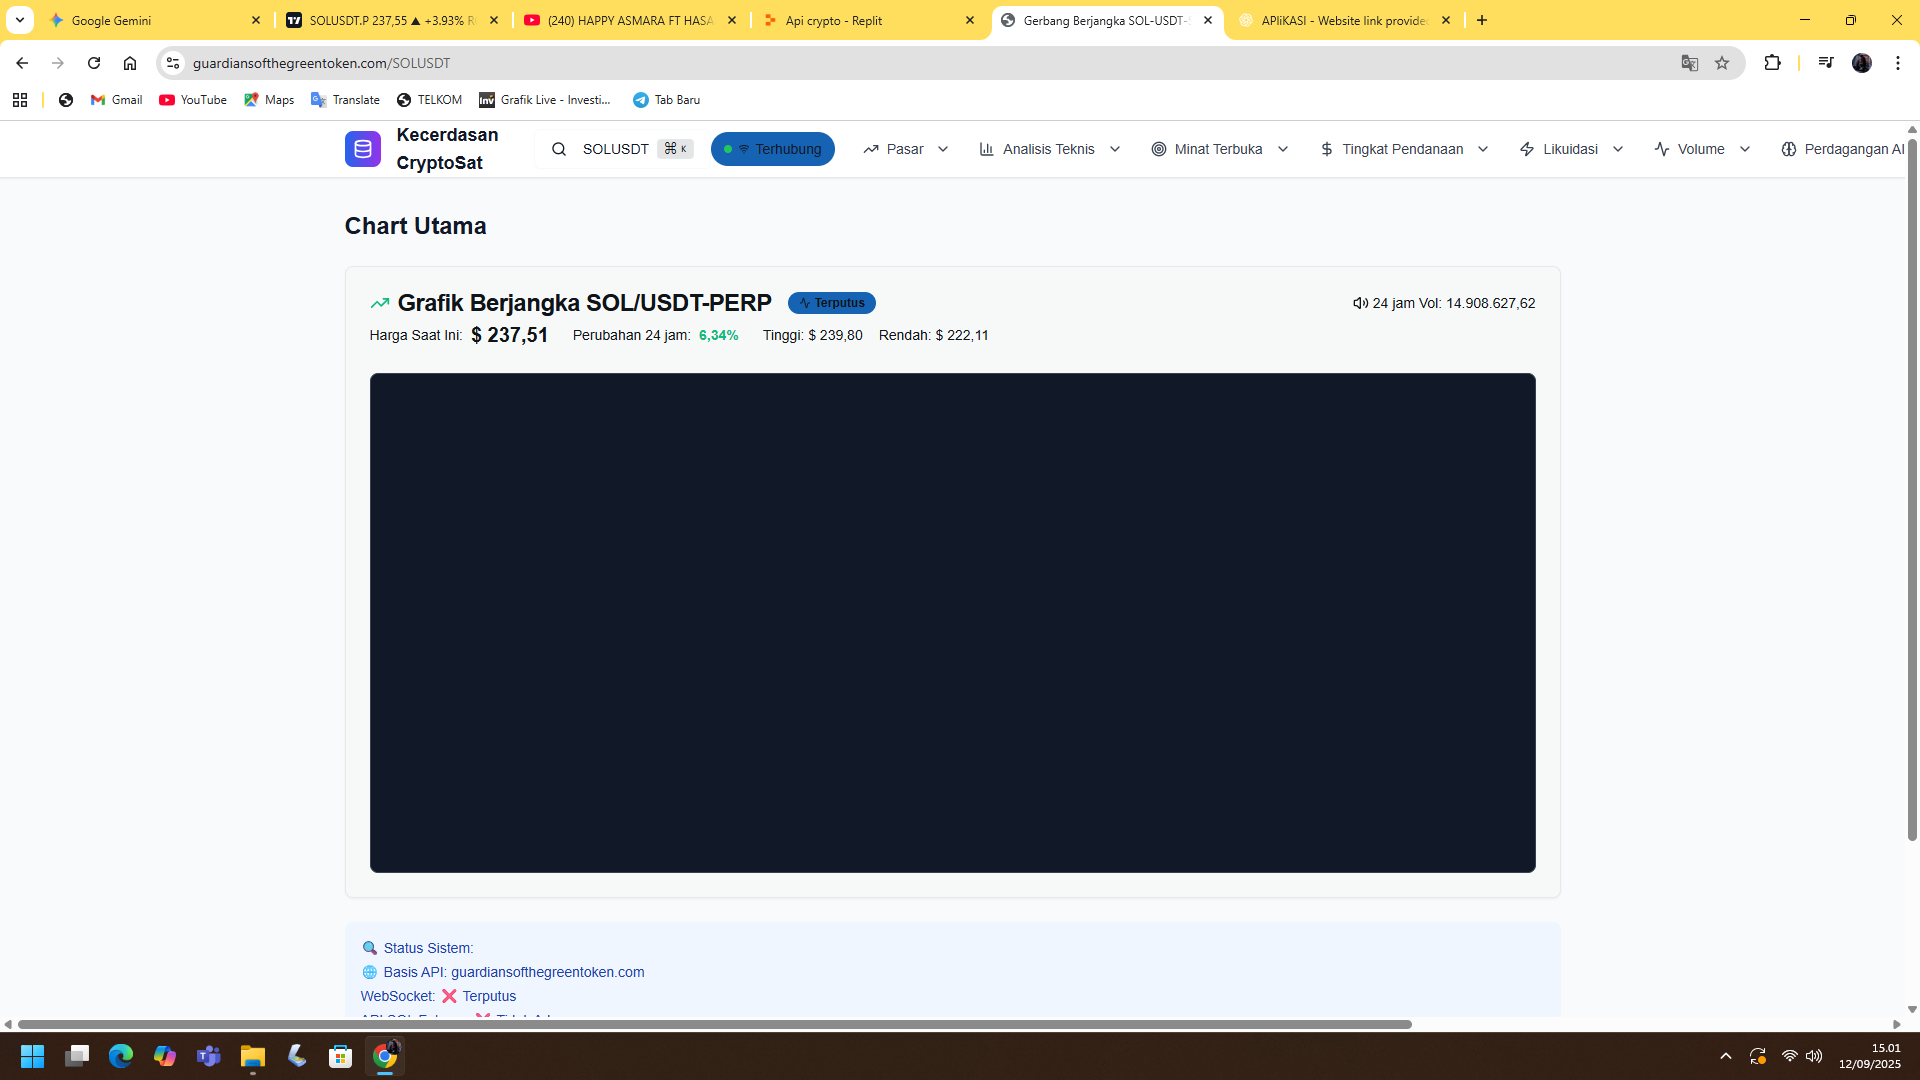 Google Gemini
SOLUSDT.P 237,55 ▲ +3.93% R
(240) HAPPY ASMARA FT HASA
Api crypto - Replit
Gerbang Berjangka SOL-USDT-
APliKASI - Website link provide
guardiansofthegreentoken.com/SOLUSDT
Gmail
YouTube
Maps
Translate
TELKOM
Inv
Grafik Live - Investi...
Tab Baru
Kecerdasan
CryptoSat
SOLUSDT
⌘ K
Terhubung
Pasar
Analisis Teknis
Minat Terbuka
Tingkat Pendanaan
Likuidasi
Volume
Perdagangan AI
Chart Utama
Grafik Berjangka SOL/USDT-PERP
Terputus
24 jam Vol: 14.908.627,62
Harga Saat Ini: $ 237,51 Perubahan 24 jam: 6,34% Tinggi: $ 239,80 Rendah: $ 222,11
🔍 Status Sistem:
🌐 Basis API: guardiansofthegreentoken.com
WebSocket: ❌ Terputus
15.01
12/09/2025